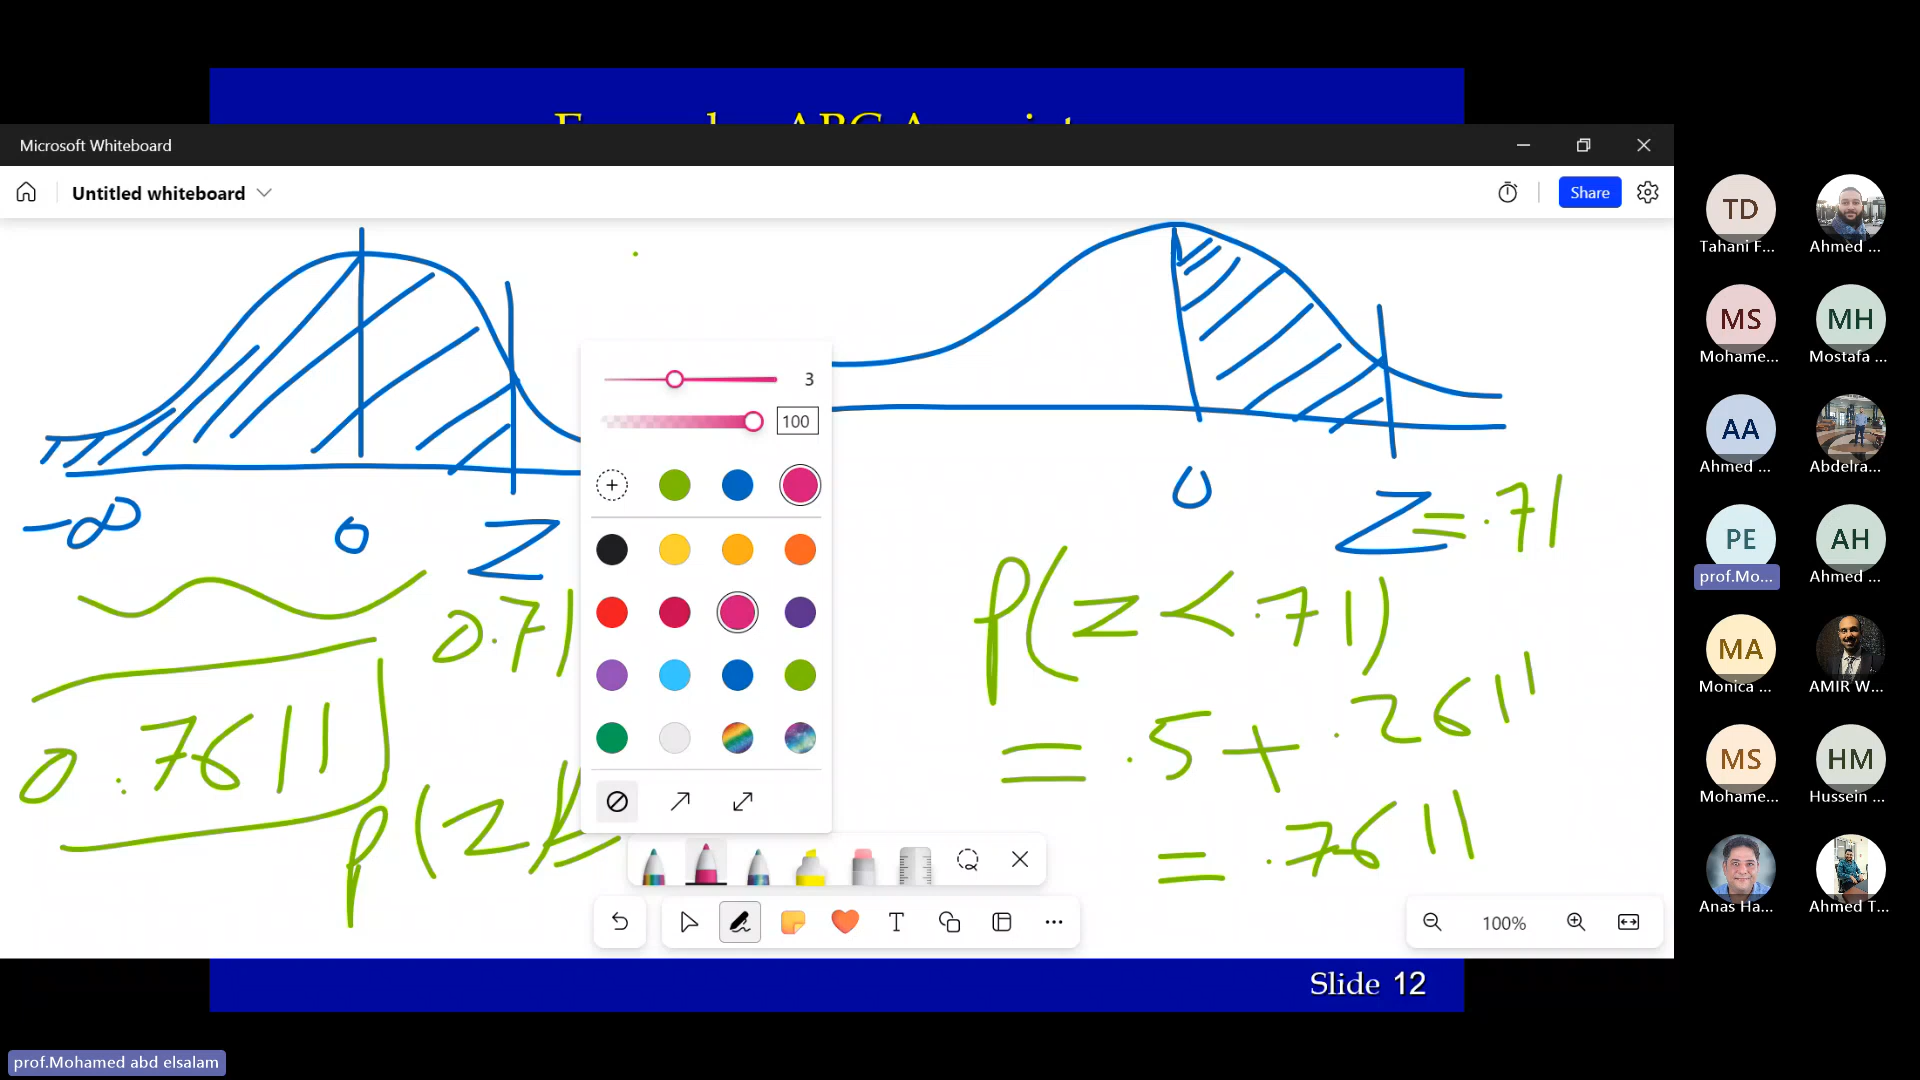 Microsoft Whiteboard
Untitled whiteboard
Share
3
100
-∞
0
Z
0.71
0.7611
P(Z
0
Z = .71
P(Z < .71)
= .5 + .2611
= .7611
100%
Slide 12
TD
Tahani F...
Ahmed ...
MS
Mohame...
MH
Mostafa ...
AA
Ahmed ...
Abdelra...
PE
prof.Mo...
AH
Ahmed ...
MA
Monica ...
AMIR W...
MS
Mohame...
HM
Hussein ...
Anas Ha...
Ahmed T...
prof.Mohamed abd elsalam